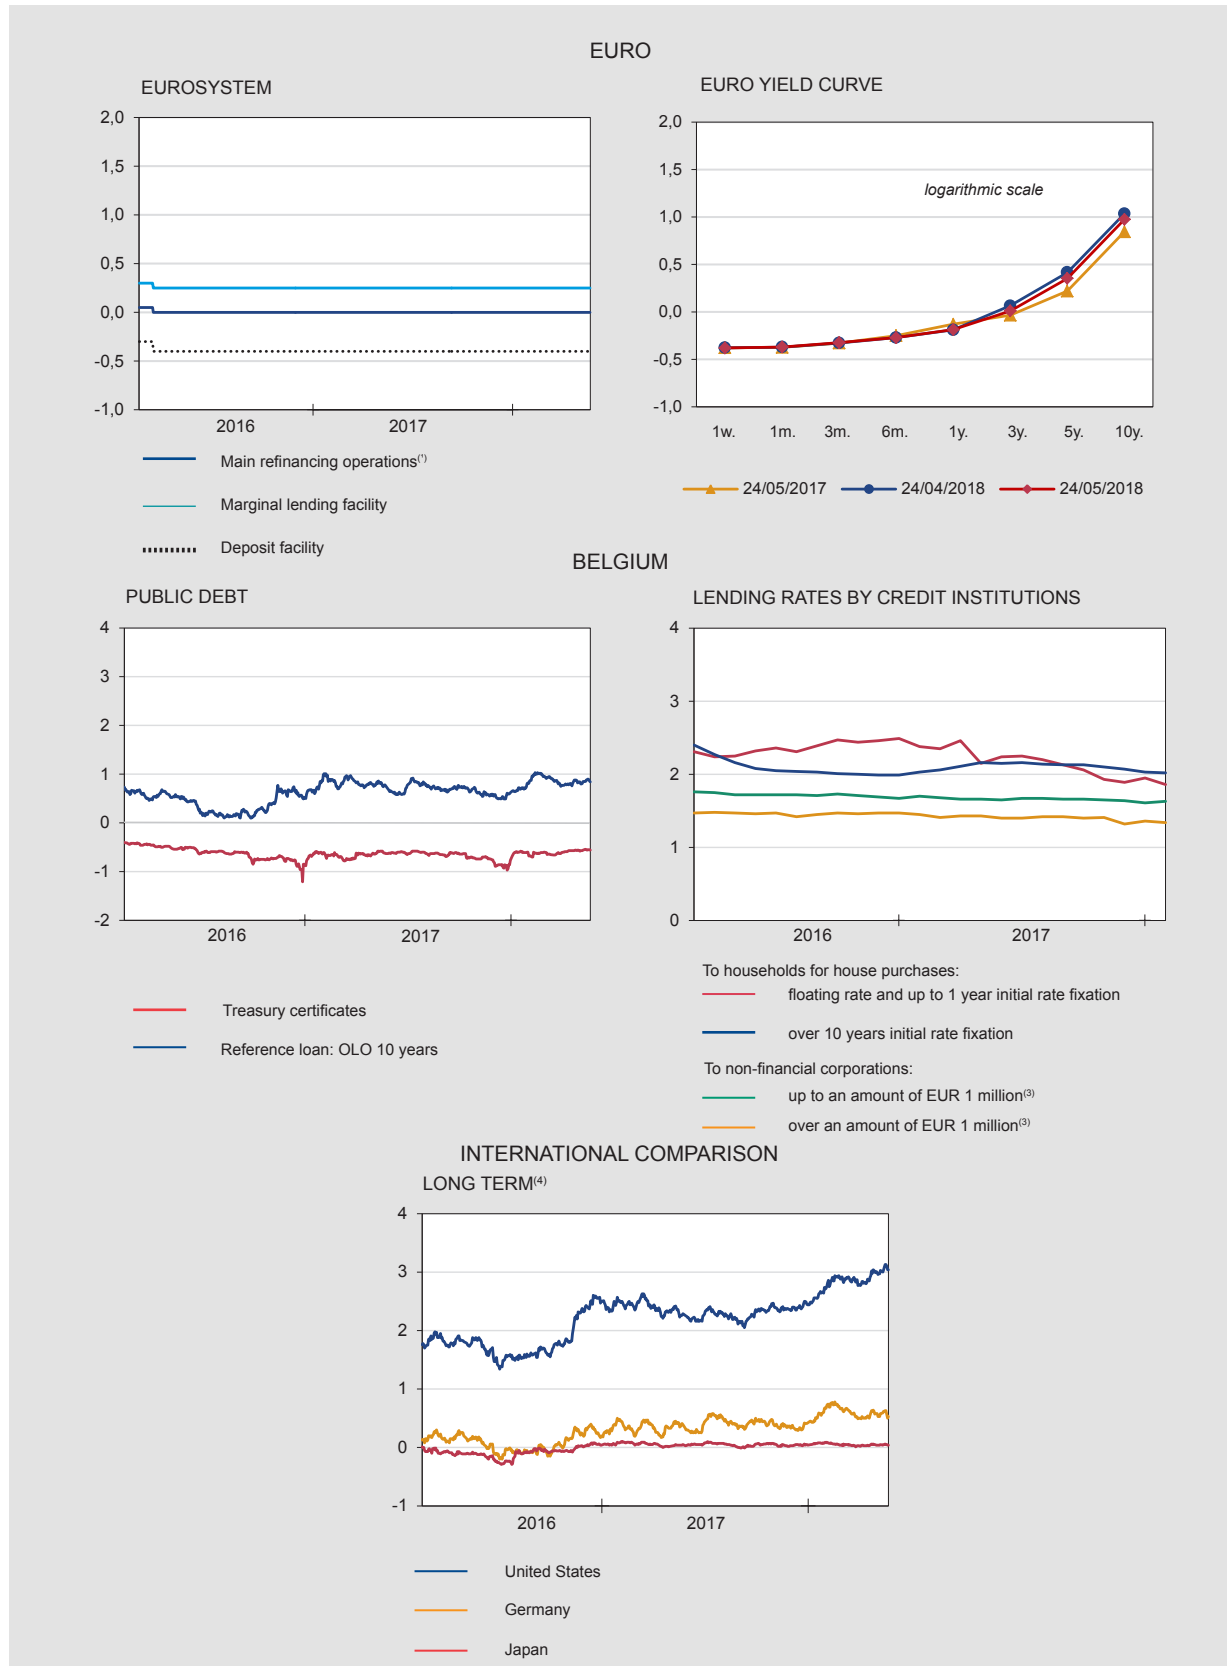 EURO
EUROSYSTEM
2,0
1,5
1,0
0,5
0,0
-0,5
-1,0
2016 2017
Main refinancing operations(*)
Marginal lending facility
Deposit facility
EURO YIELD CURVE
2,0
1,5
1,0
0,5
0,0
-0,5
-1,0
logarithmic scale
1w. 1m. 3m. 6m. 1y. 3y. 5y. 10y.
24/05/2017 24/04/2018 24/05/2018
BELGIUM
PUBLIC DEBT
4
3
2
1
0
-1
-2
2016 2017
Treasury certificates
Reference loan: OLO 10 years
LENDING RATES BY CREDIT INSTITUTIONS
4
3
2
1
0
2016 2017
To households for house purchases:
floating rate and up to 1 year initial rate fixation
over 10 years initial rate fixation
To non-financial corporations:
up to an amount of EUR 1 million(3)
over an amount of EUR 1 million(3)
INTERNATIONAL COMPARISON
LONG TERM(4)
4
3
2
1
0
-1
2016 2017
United States
Germany
Japan